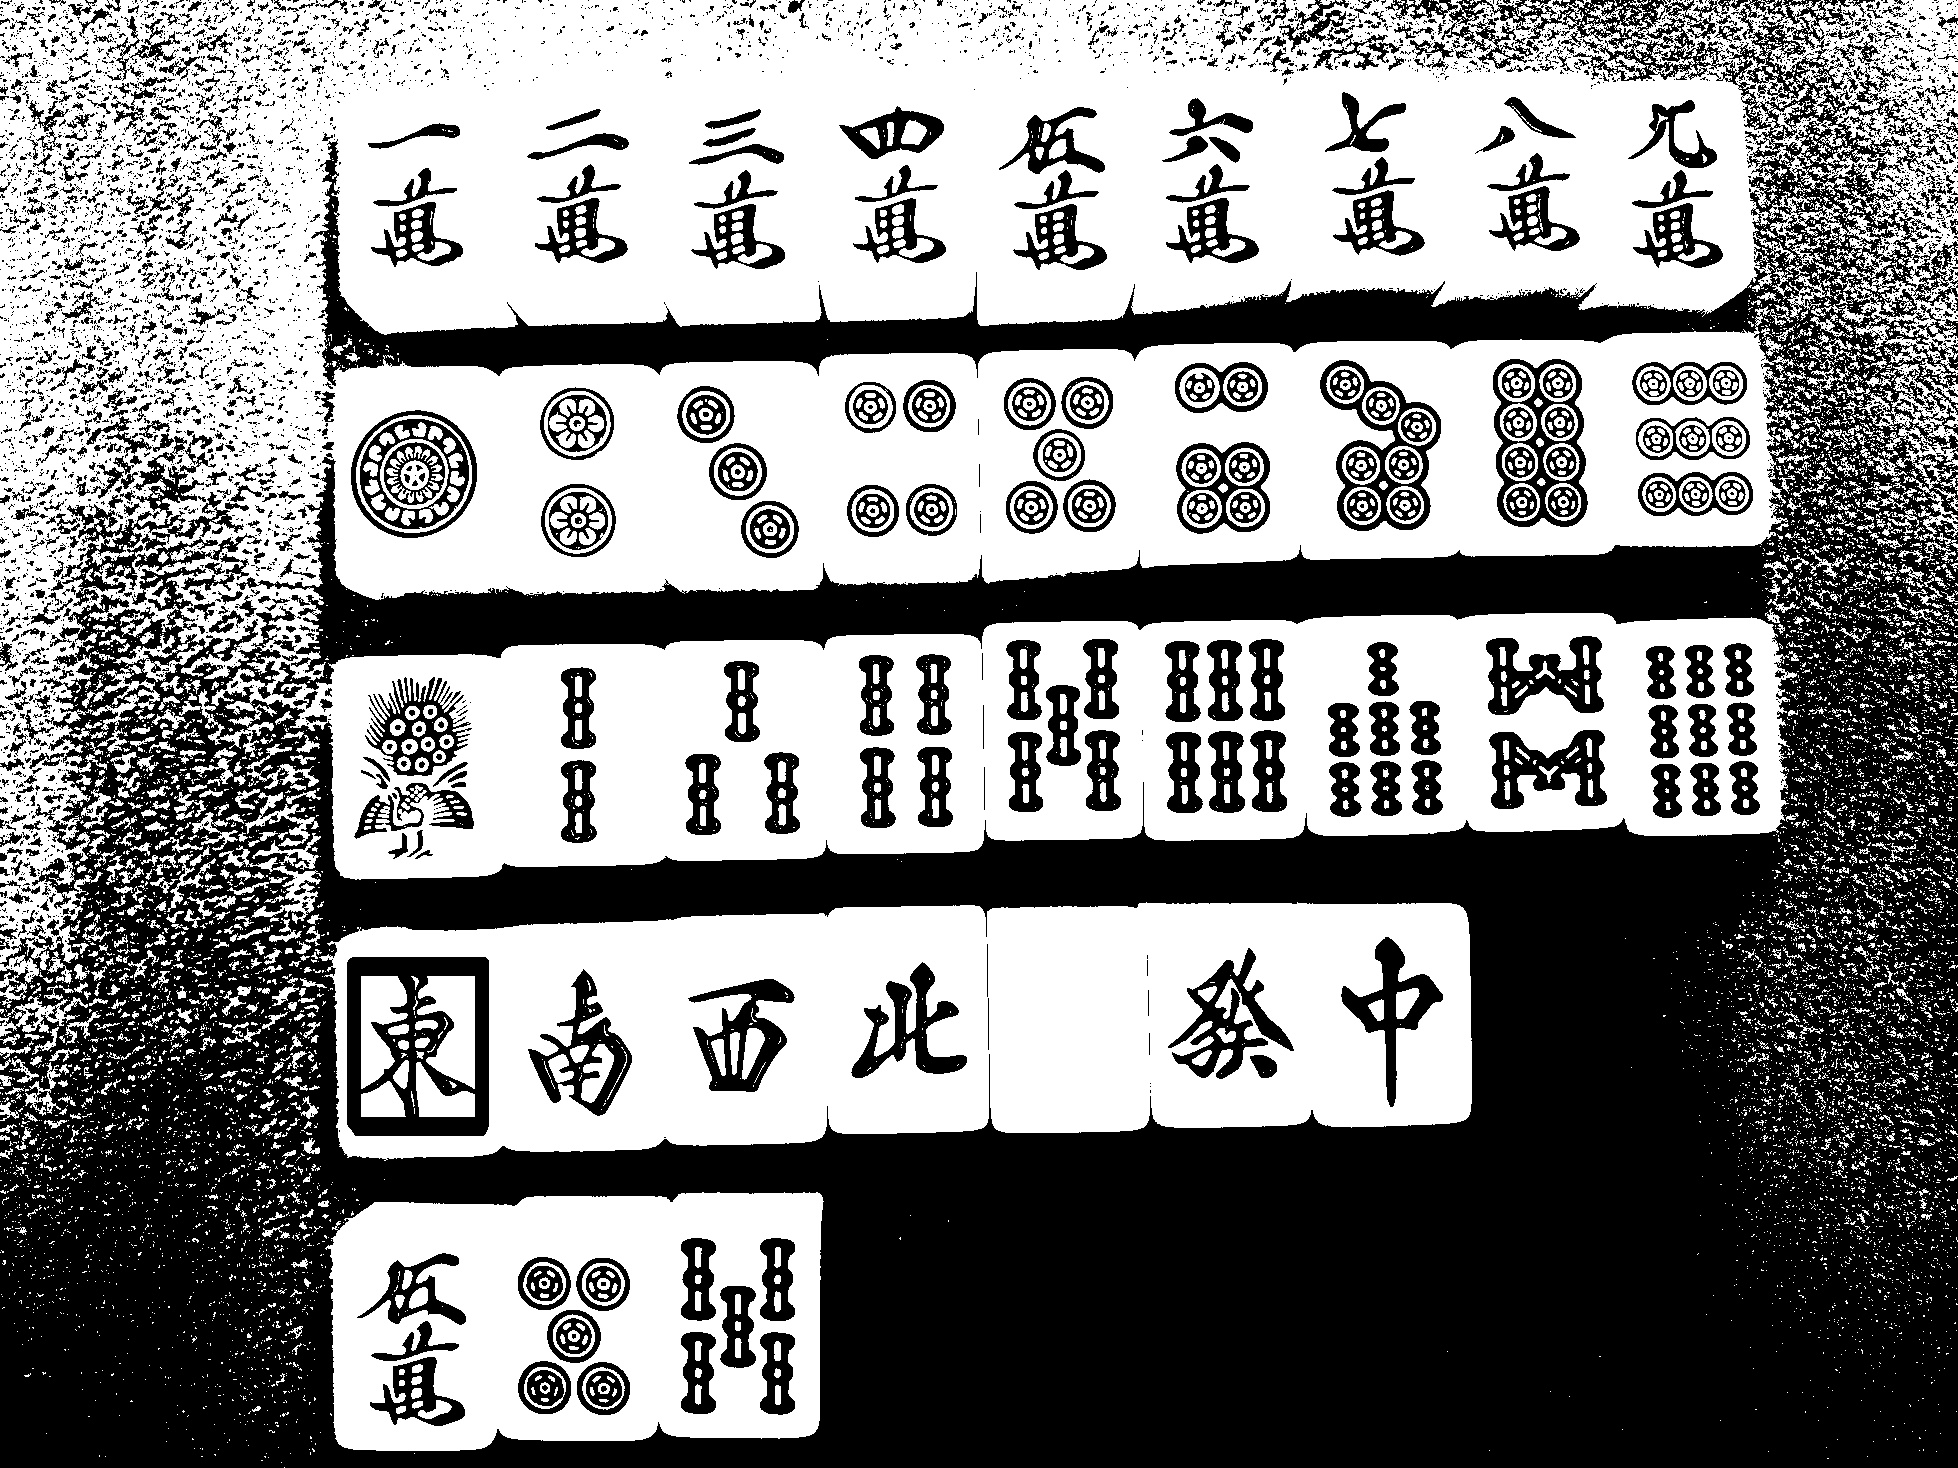 一萬 二萬 三萬 四萬 伍萬 六萬 七萬 八萬 九萬
東 南 西 北 發 中
伍萬